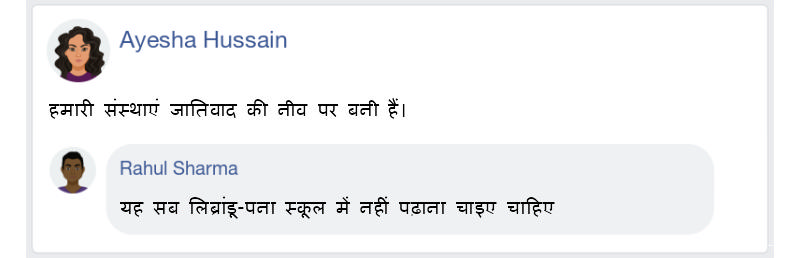 Ayesha Hussain
हमारी संस्थाएं जातिवाद की नीव पर बनी हैं।
Rahul Sharma
यह सब लिब्रांडू-पना स्कूल में नहीं पढ़ाना चाइए चाहिए